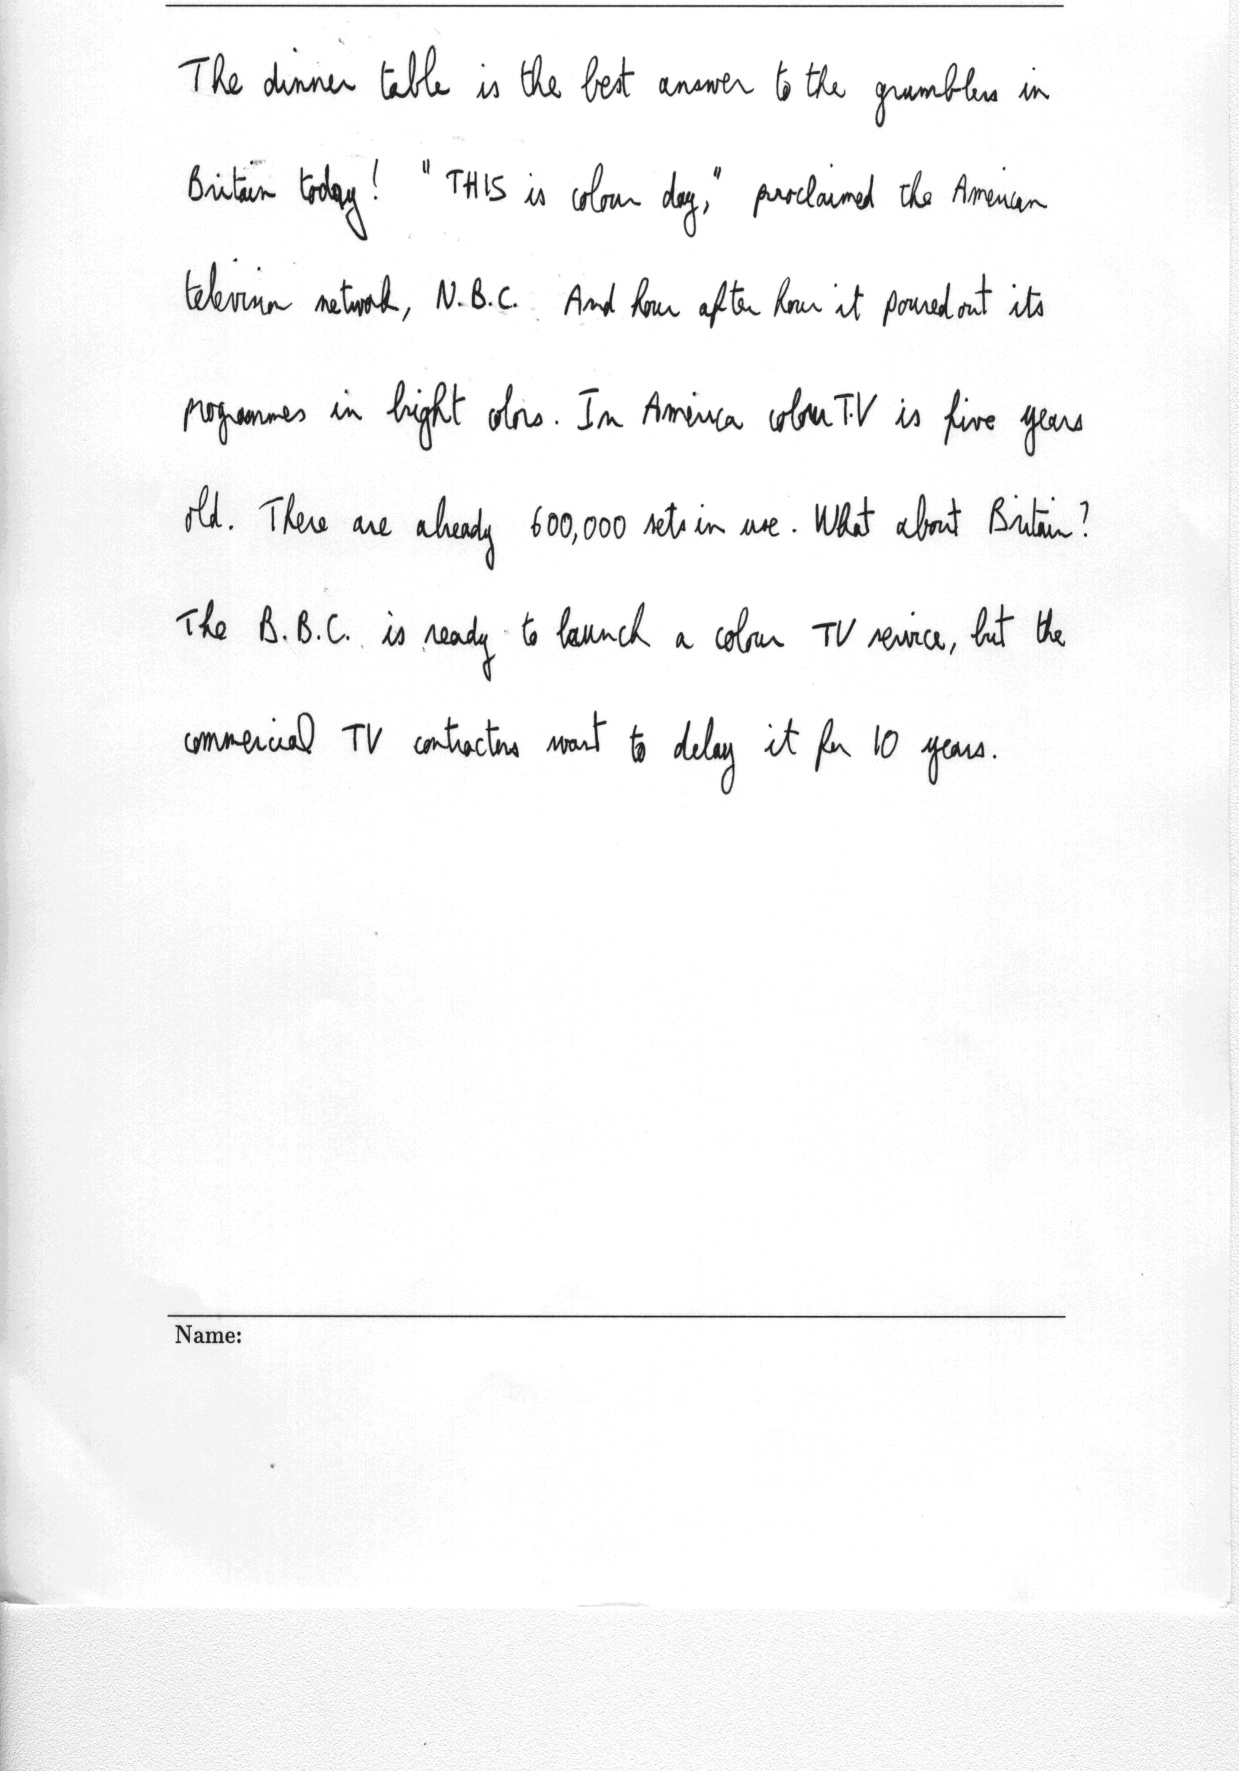 The dinner table is the best answer to the grumblers in
Britain today! "THIS is colour day," proclaimed the American
television network, N.B.C. And hour after hour it poured out its
programmes in bright colors. In America colour T.V is five years
old. There are already 600,000 sets in use. What about Britain?
The B.B.C. is ready to launch a colour TV service, but the
commercial TV contractors want to delay it for 10 years.
Name: